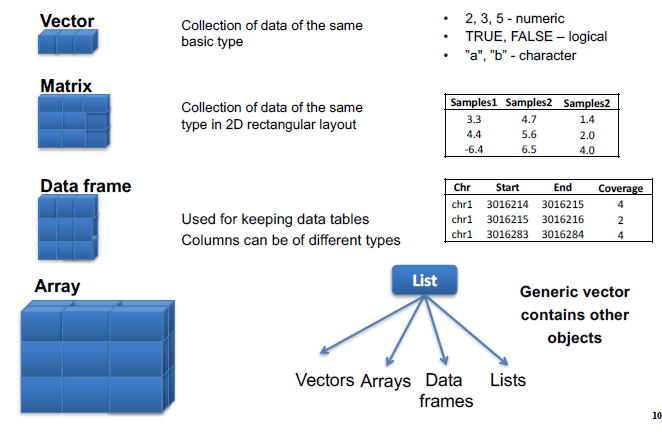 Vector
Collection of data of the same
basic type
• 2, 3, 5 - numeric
• TRUE, FALSE – logical
• "a", "b" - character
Matrix
Collection of data of the same
type in 2D rectangular layout
Samples1 Samples2 Samples2
3.3 4.7 1.4
4.4 5.6 2.0
-6.4 6.5 4.0
Data frame
Used for keeping data tables
Columns can be of different types
Chr Start End Coverage
chr1 3016214 3016215 4
chr1 3016215 3016216 2
chr1 3016283 3016284 4
Array
List
Generic vector
contains other
objects
Vectors Arrays Data Lists
frames
10